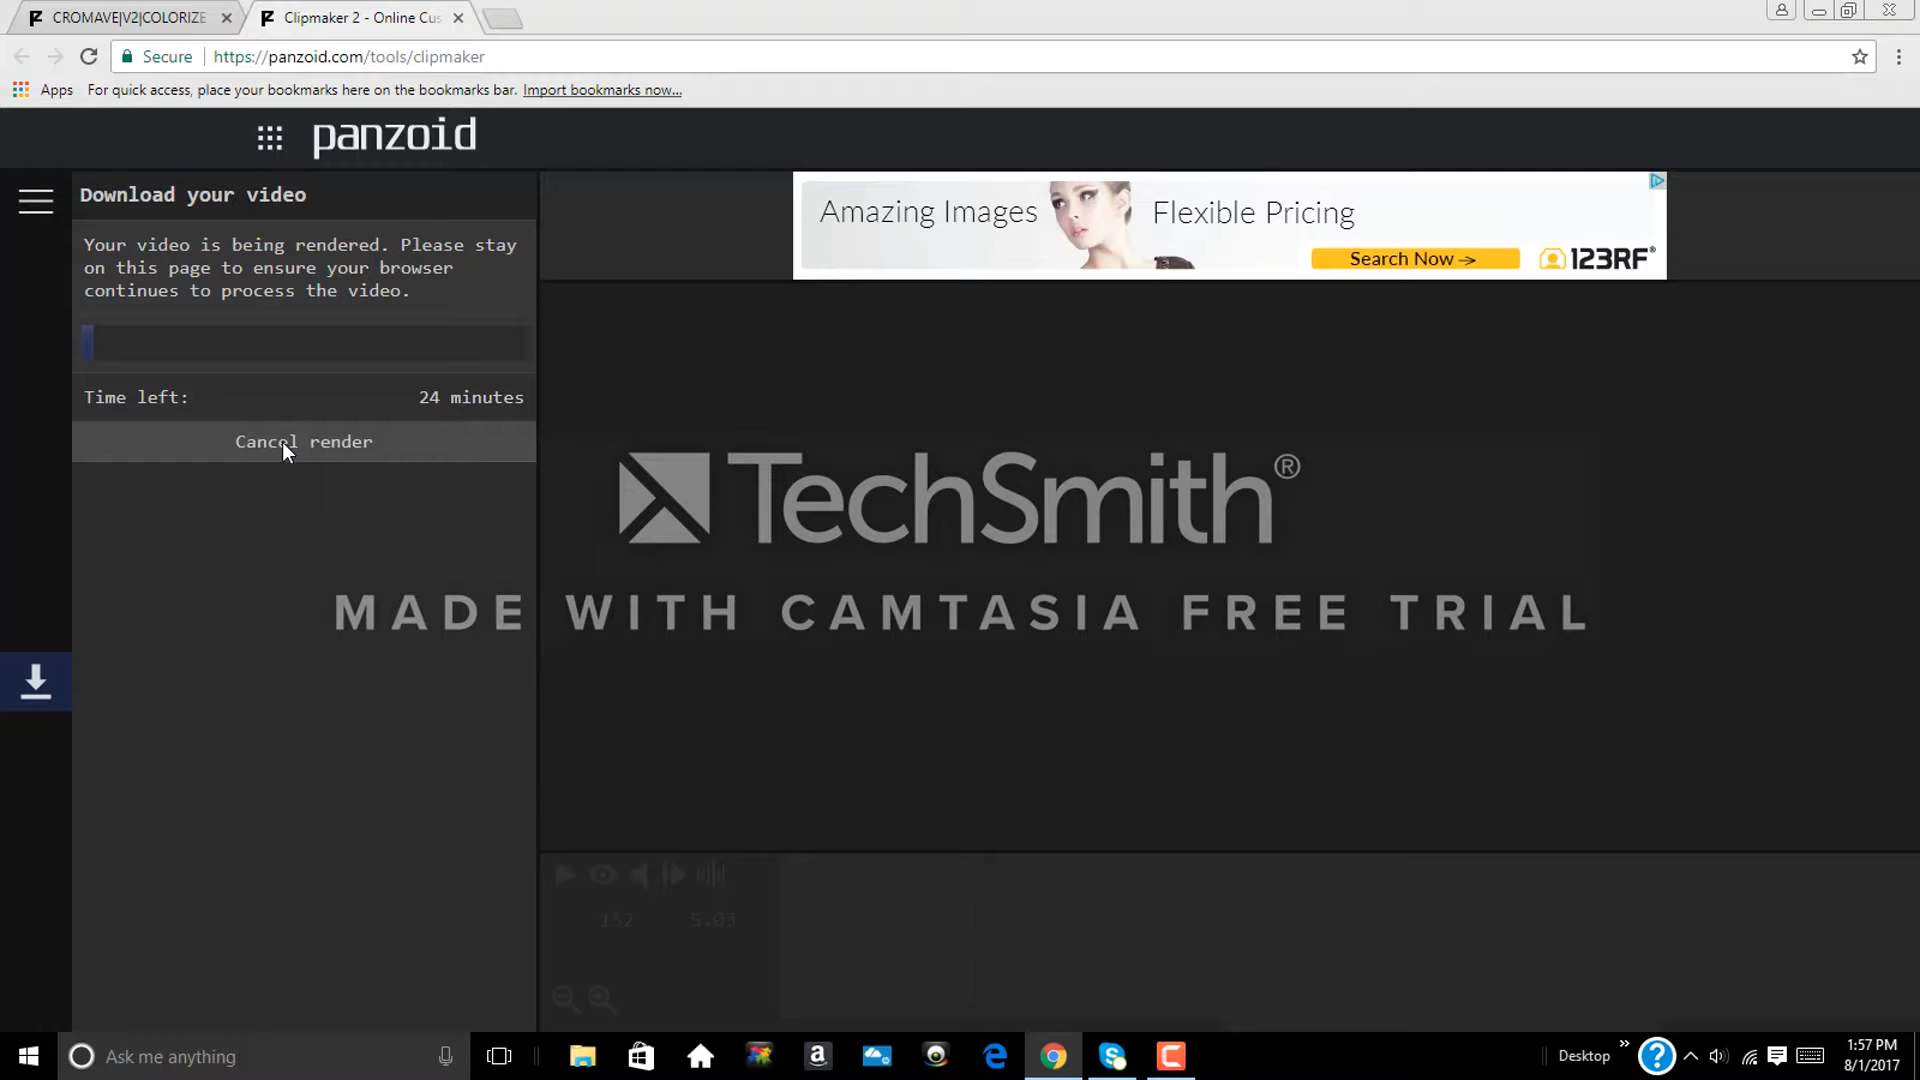 CROMAVE|V2|COLORIZE
Clipmaker 2 - Online Cus
Secure
https://panzoid.com/tools/clipmaker
Apps
For quick access, place your bookmarks here on the bookmarks bar. Import bookmarks now...
panzoid
Download your video
Your video is being rendered. Please stay
on this page to ensure your browser
continues to process the video.
Time left: 24 minutes
Cancel render
Amazing Images
Flexible Pricing
Search Now →
123RF®
TechSmith®
MADE WITH CAMTASIA FREE TRIAL
152 5.03
Ask me anything
Desktop
1:57 PM
8/1/2017